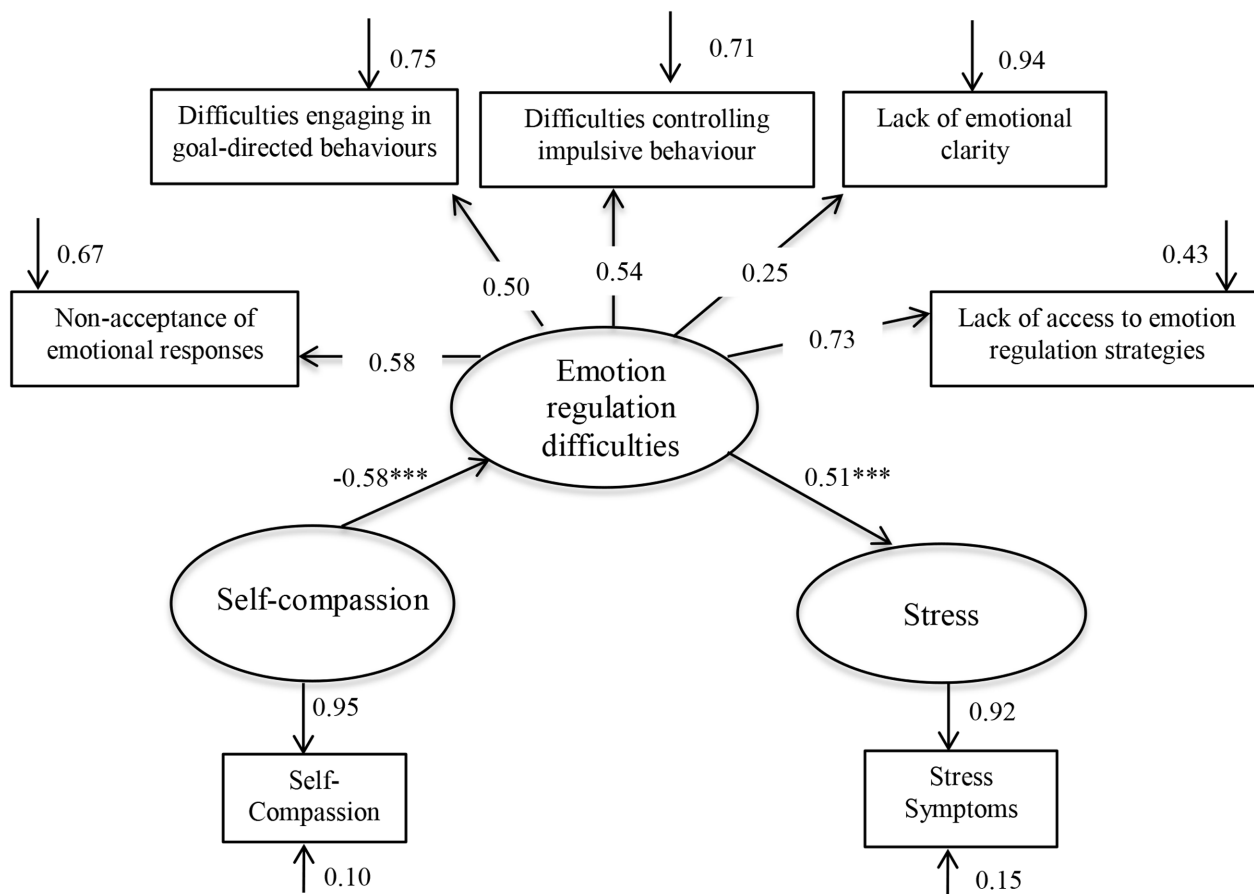 0.75
0.71
0.94
Difficulties engaging in
goal-directed behaviours
Difficulties controlling
impulsive behaviour
Lack of emotional
clarity
0.67
0.43
Non-acceptance of
emotional responses
Lack of access to emotion
regulation strategies
0.50
0.54
0.25
0.58
0.73
Emotion
regulation
difficulties
-0.58***
0.51***
Self-compassion
Stress
0.95
0.92
Self-
Compassion
Stress
Symptoms
0.10
0.15